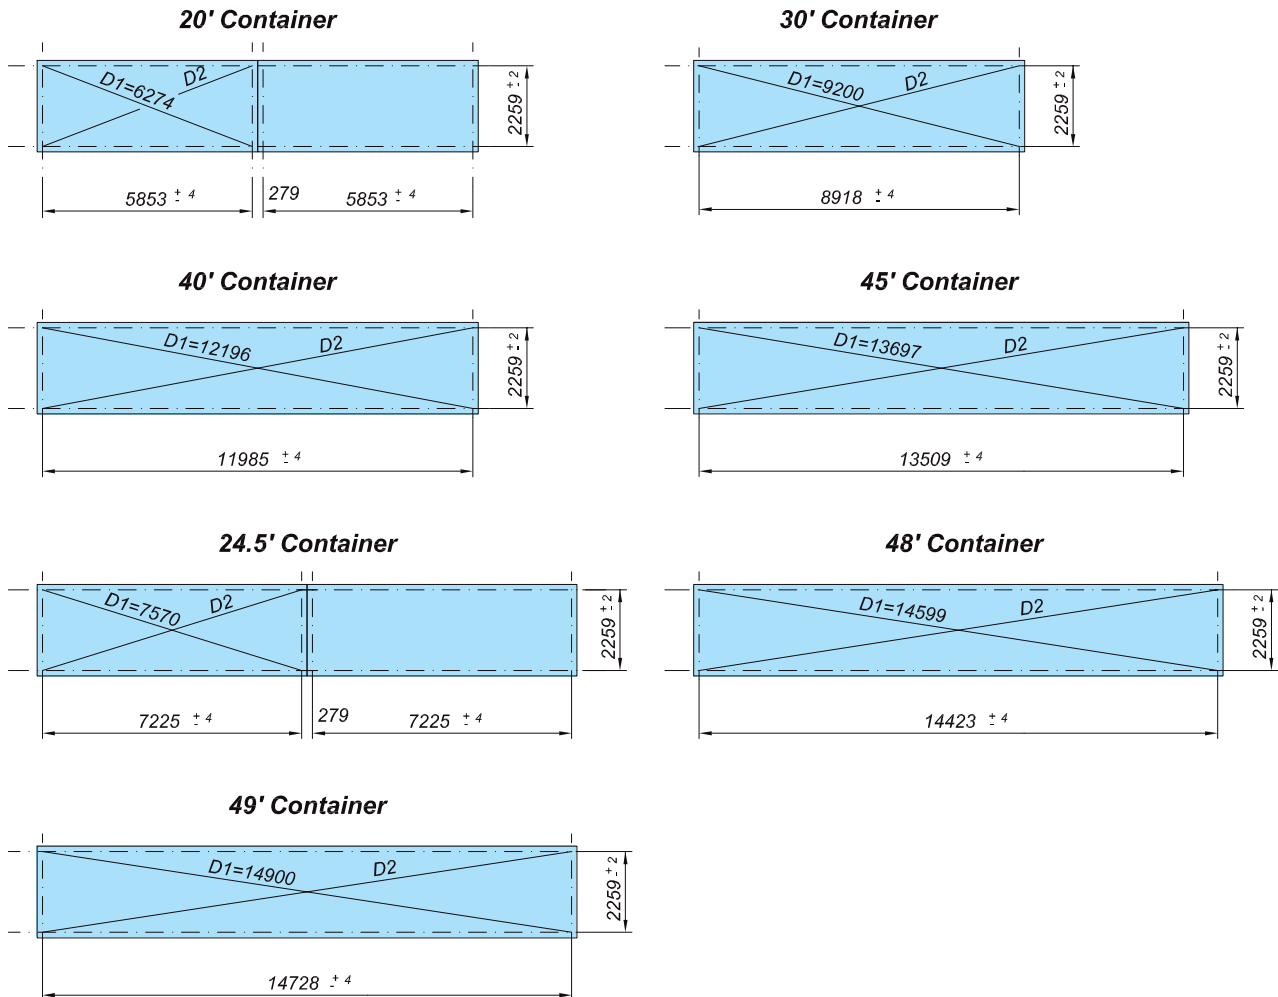 20' Container
D1=6274
D2
2259 ± 2
5853 ± 4
279
5853 ± 4
30' Container
D1=9200
D2
2259 ± 2
8918 ± 4
40' Container
D1=12196
D2
2259 ± 2
11985 ± 4
45' Container
D1=13697
D2
2259 ± 2
13509 ± 4
24.5' Container
D1=7570
D2
2259 ± 2
7225 ± 4
279
7225 ± 4
48' Container
D1=14599
D2
2259 ± 2
14423 ± 4
49' Container
D1=14900
D2
2259 ± 2
14728 ± 4